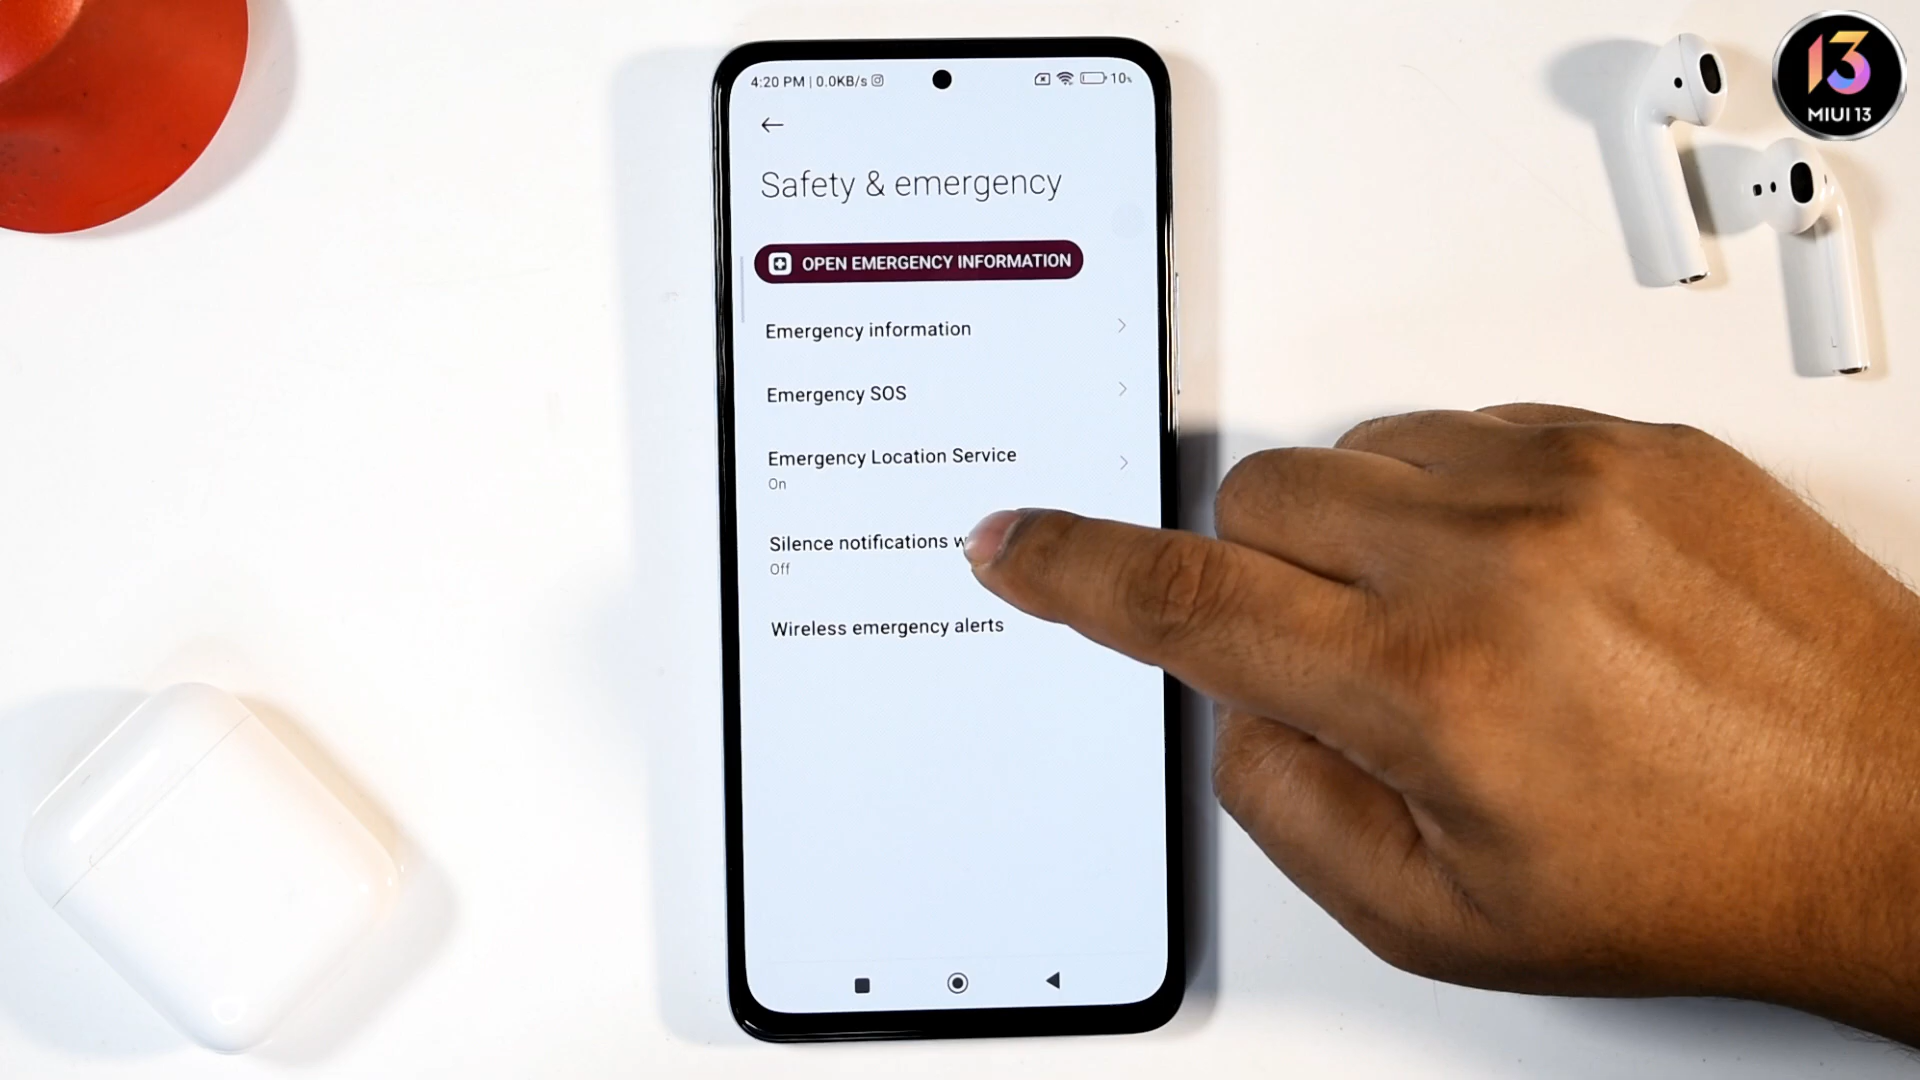 4:20 PM | 0.0KB/s
10%
Safety & emergency
OPEN EMERGENCY INFORMATION
Emergency information
Emergency SOS
Emergency Location Service
On
Silence notifications
Off
Wireless emergency alerts
13
MIUI 13
L